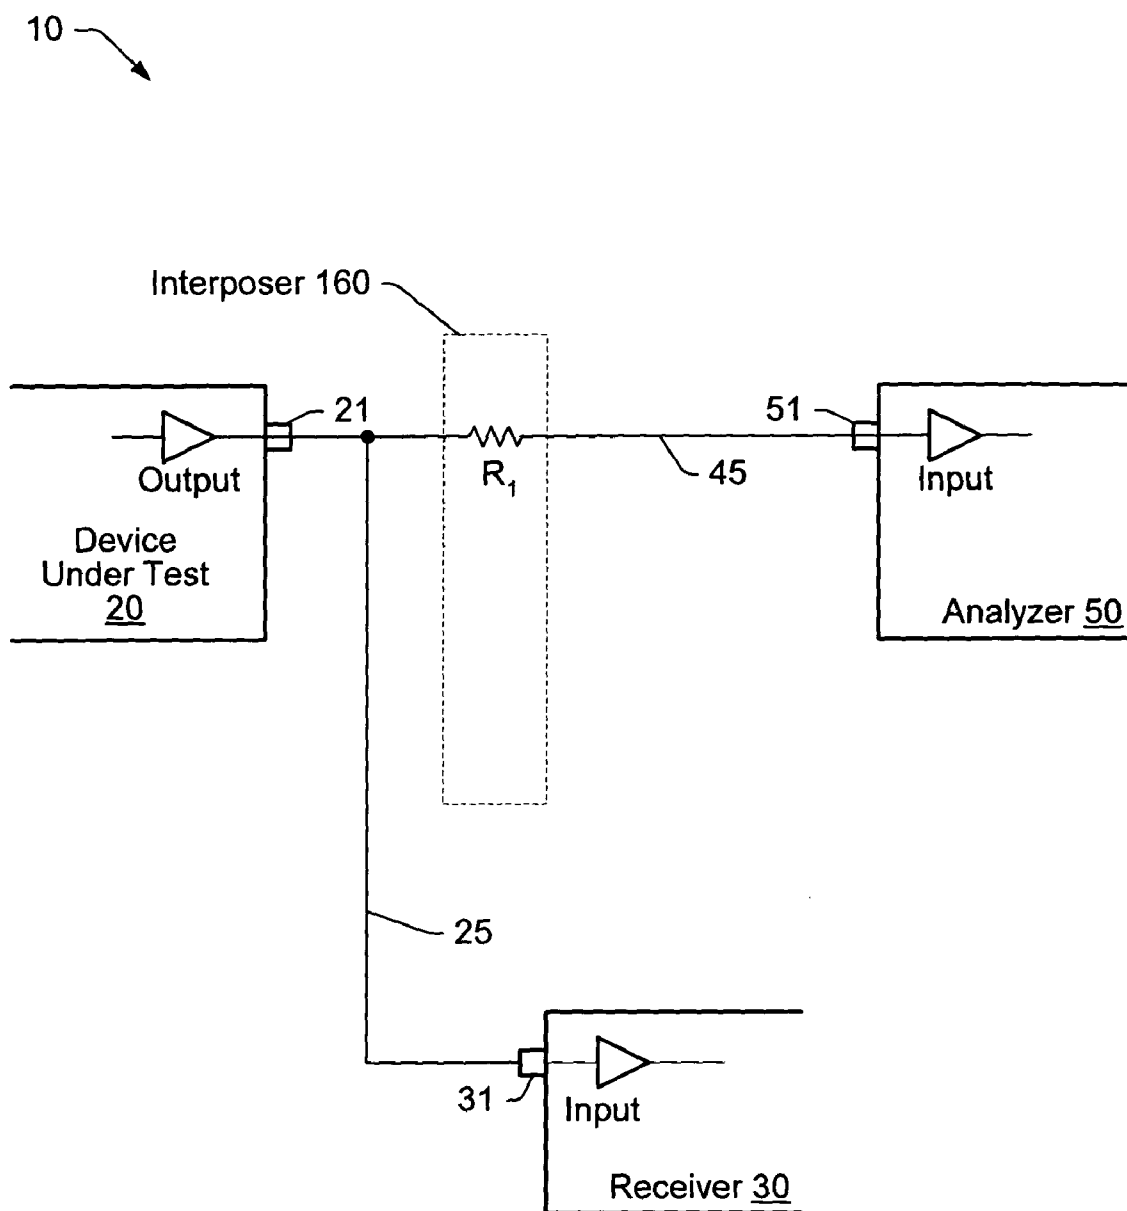 10
Interposer 160
21
51
Output
R1
45
Input
Device
Under Test
20
Analyzer 50
25
31
Input
Receiver 30